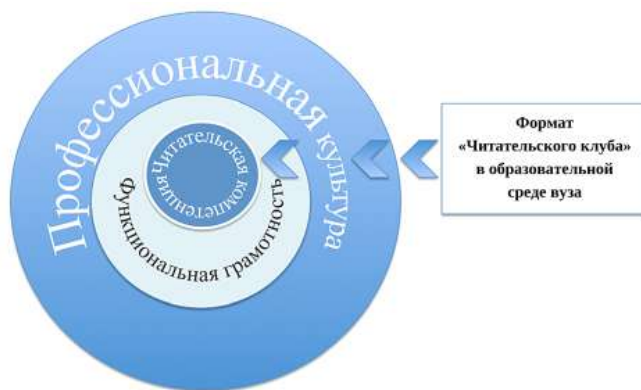 Профессиональная культура
Функциональная грамотность
Читательская компетенция
Формат
«Читательского клуба»
в образовательной
среде вуза